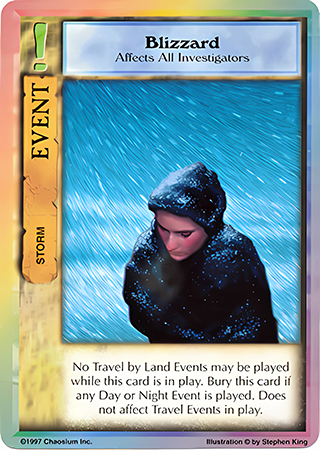 Blizzard
Affects All Investigators
! EVENT
STORM
No Travel by Land Events may be played
while this card is in play. Bury this card if
any Day or Night Event is played. Does
not affect Travel Events in play.
©1997 Chaosium Inc. Illustration © by Stephen King